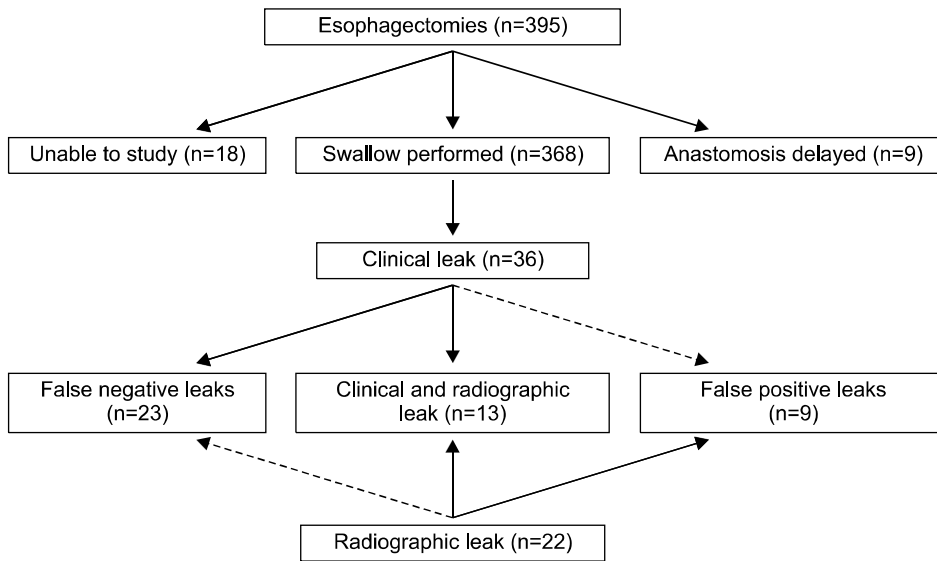 Esophagectomies (n=395)
Unable to study (n=18)
Swallow performed (n=368)
Anastomosis delayed (n=9)
Clinical leak (n=36)
False negative leaks
(n=23)
Clinical and radiographic
leak (n=13)
False positive leaks
(n=9)
Radiographic leak (n=22)